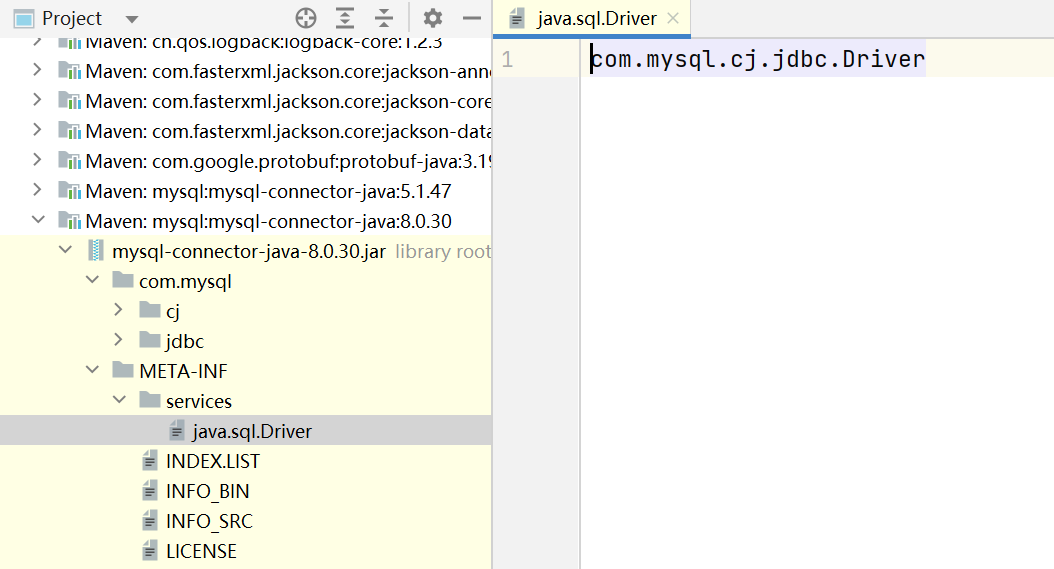 Project
Maven: ch.qos.logback:logback-core:1.2.3
Maven: com.fasterxml.jackson.core:jackson-ann
Maven: com.fasterxml.jackson.core:jackson-core
Maven: com.fasterxml.jackson.core:jackson-data
Maven: com.google.protobuf:protobuf-java:3.19
Maven: mysql:mysql-connector-java:5.1.47
Maven: mysql:mysql-connector-java:8.0.30
mysql-connector-java-8.0.30.jar library root
com.mysql
cj
jdbc
META-INF
services
java.sql.Driver
INDEX.LIST
INFO_BIN
INFO_SRC
LICENSE
java.sql.Driver
1 com.mysql.cj.jdbc.Driver